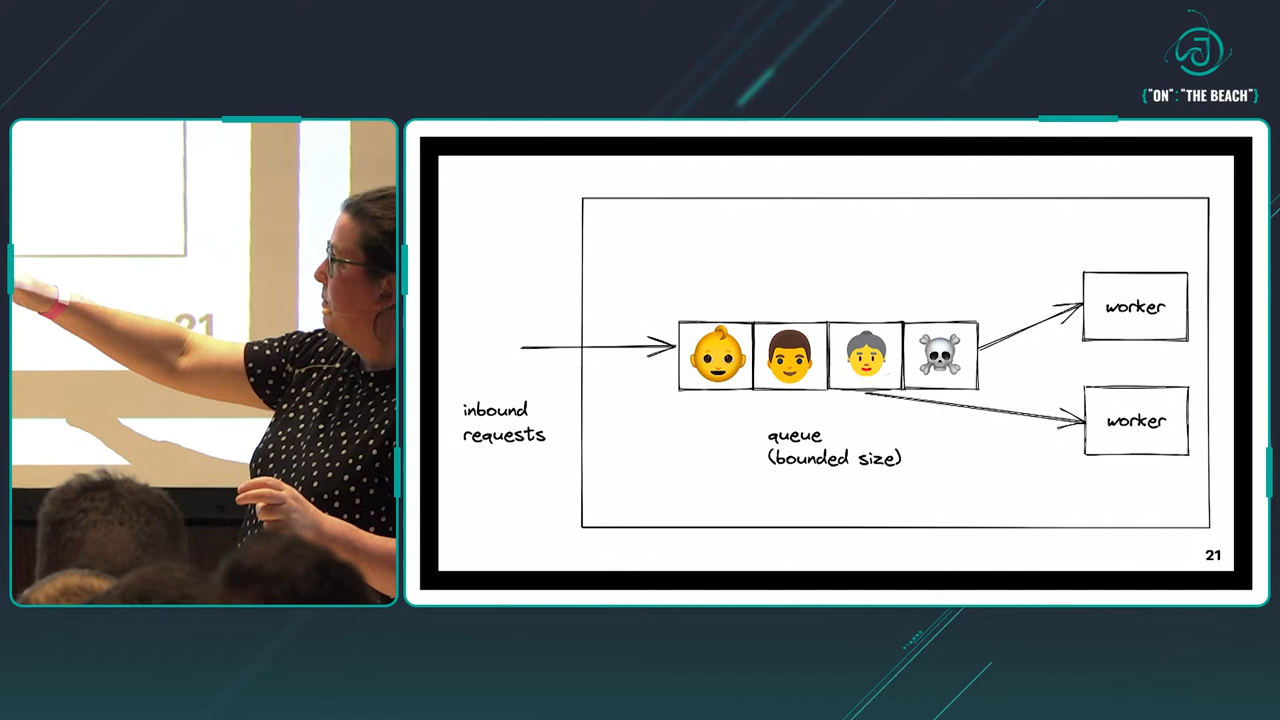 {"ON":"THE BEACH"}
21
worker
worker
inbound
requests
queue
(bounded size)
21